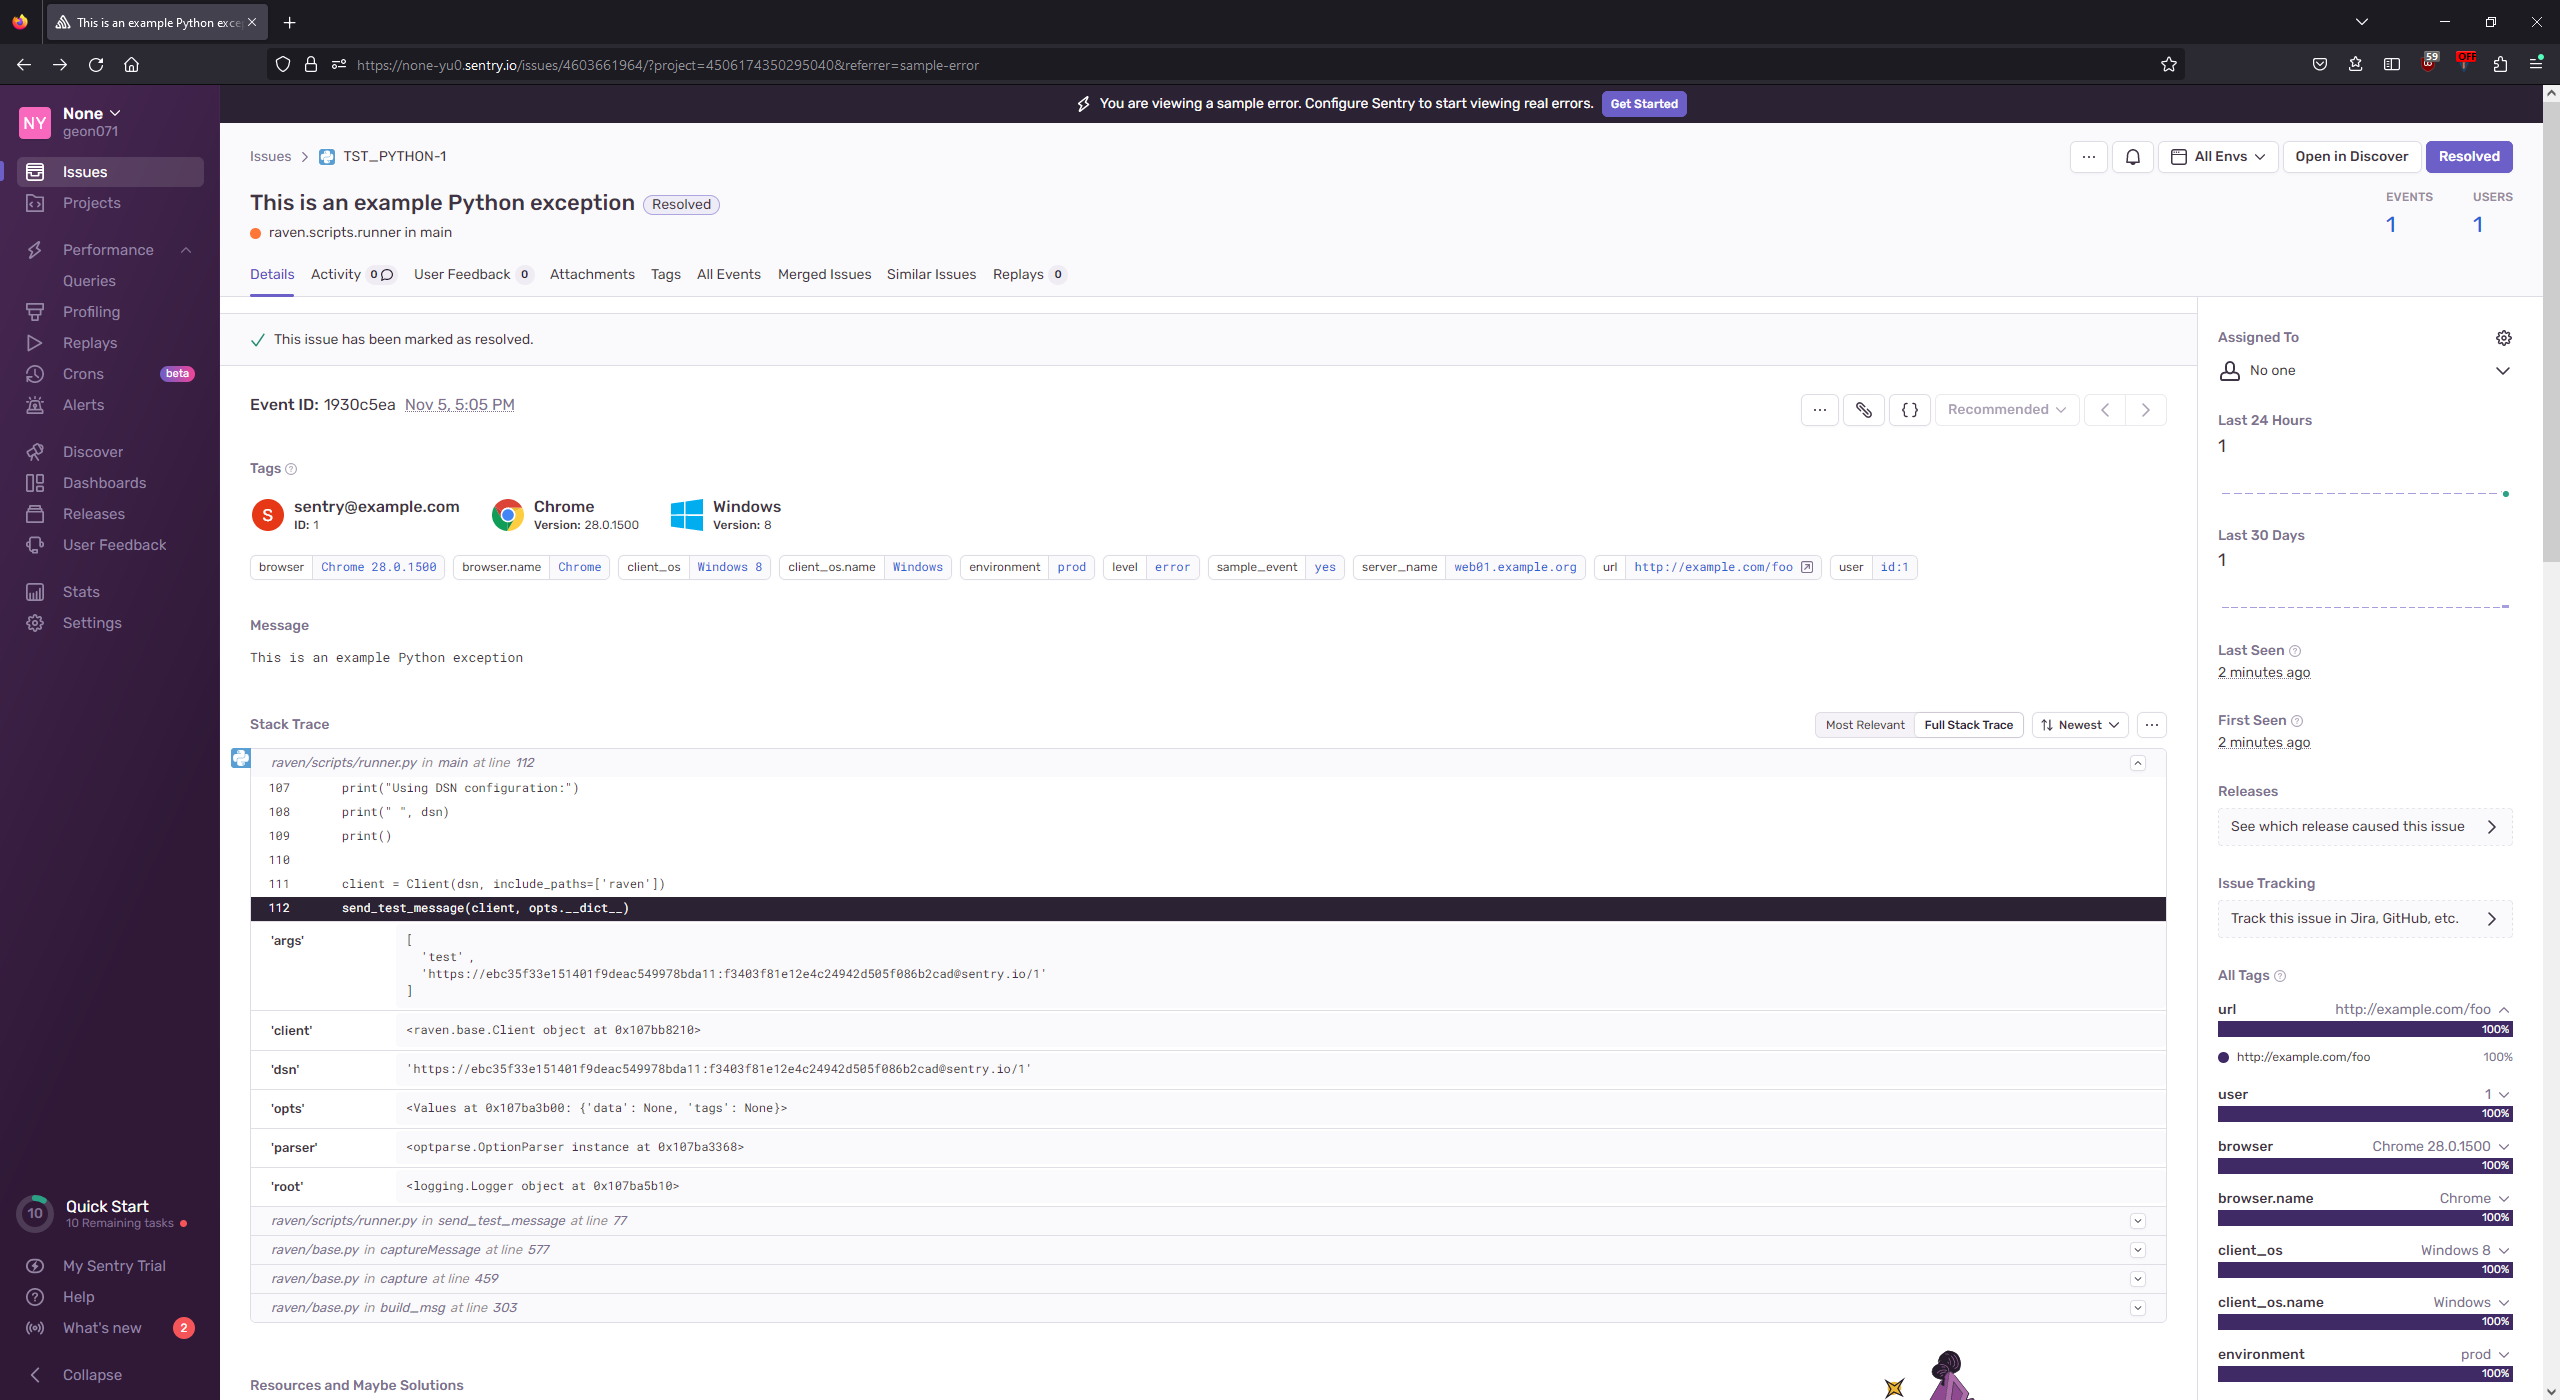 This is an example Python exce
https://none-yu0.sentry.io/issues/4603661964/?project=4506174350295040&referrer=sample-error
59
OFF
NY
None
geon071
Issues
Projects
Performance
Queries
Profiling
Replays
Crons beta
Alerts
Discover
Dashboards
Releases
User Feedback
Stats
Settings
10
Quick Start
10 Remaining tasks
My Sentry Trial
Help
What's new 2
Collapse
You are viewing a sample error. Configure Sentry to start viewing real errors. Get Started
Issues TST_PYTHON-1
All Envs Open in Discover Resolved
This is an example Python exception Resolved
EVENTS USERS
1 1
raven.scripts.runner in main
Details Activity 0 User Feedback 0 Attachments Tags All Events Merged Issues Similar Issues Replays 0
This issue has been marked as resolved.
Event ID: 1930c5ea Nov 5, 5:05 PM
Recommended
Tags
S
sentry@example.com
ID: 1
Chrome
Version: 28.0.1500
Windows
Version: 8
browser Chrome 28.0.1500 browser.name Chrome client_os Windows 8 client_os.name Windows environment prod level error sample_event yes server_name web01.example.org url http://example.com/foo user id:1
Message
This is an example Python exception
Stack Trace
Most Relevant Full Stack Trace Newest
raven/scripts/runner.py in main at line 112
107 print("Using DSN configuration:")
108 print(" ", dsn)
109 print()
110
111 client = Client(dsn, include_paths=['raven'])
112 send_test_message(client, opts.__dict__)
'args' [
'test' ,
'https://ebc35f33e151401f9deac549978bda11:f3403f81e12e4c24942d505f086b2cad@sentry.io/1'
]
'client' <raven.base.Client object at 0x107bb8210>
'dsn' 'https://ebc35f33e151401f9deac549978bda11:f3403f81e12e4c24942d505f086b2cad@sentry.io/1'
'opts' <Values at 0x107ba3b00: {'data': None, 'tags': None}>
'parser' <optparse.OptionParser instance at 0x107ba3368>
'root' <logging.Logger object at 0x107ba5b10>
raven/scripts/runner.py in send_test_message at line 77
raven/base.py in captureMessage at line 577
raven/base.py in capture at line 459
raven/base.py in build_msg at line 303
Resources and Maybe Solutions
Assigned To
No one
Last 24 Hours
1
Last 30 Days
1
Last Seen
2 minutes ago
First Seen
2 minutes ago
Releases
See which release caused this issue
Issue Tracking
Track this issue in Jira, GitHub, etc.
All Tags
url http://example.com/foo
100%
http://example.com/foo 100%
user 1
100%
browser Chrome 28.0.1500
100%
browser.name Chrome
100%
client_os Windows 8
100%
client_os.name Windows
100%
environment prod